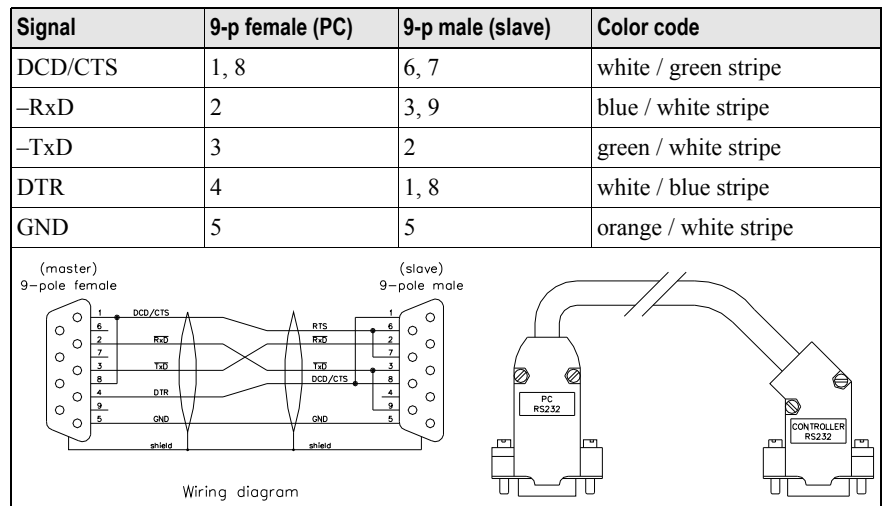 Signal 9-p female (PC) 9-p male (slave) Color code
DCD/CTS 1, 8 6, 7 white / green stripe
–RxD 2 3, 9 blue / white stripe
–TxD 3 2 green / white stripe
DTR 4 1, 8 white / blue stripe
GND 5 5 orange / white stripe
(master)
9-pole female
(slave)
9-pole male
1 DCD/CTS 1
6 RTS 6
2 RxD RxD 2
7 7
3 TxD TxD 3
8 DCD/CTS 8
4 DTR 4
9 9
5 GND GND 5
shield shield
Wiring diagram
PC
RS232
CONTROLLER
RS232